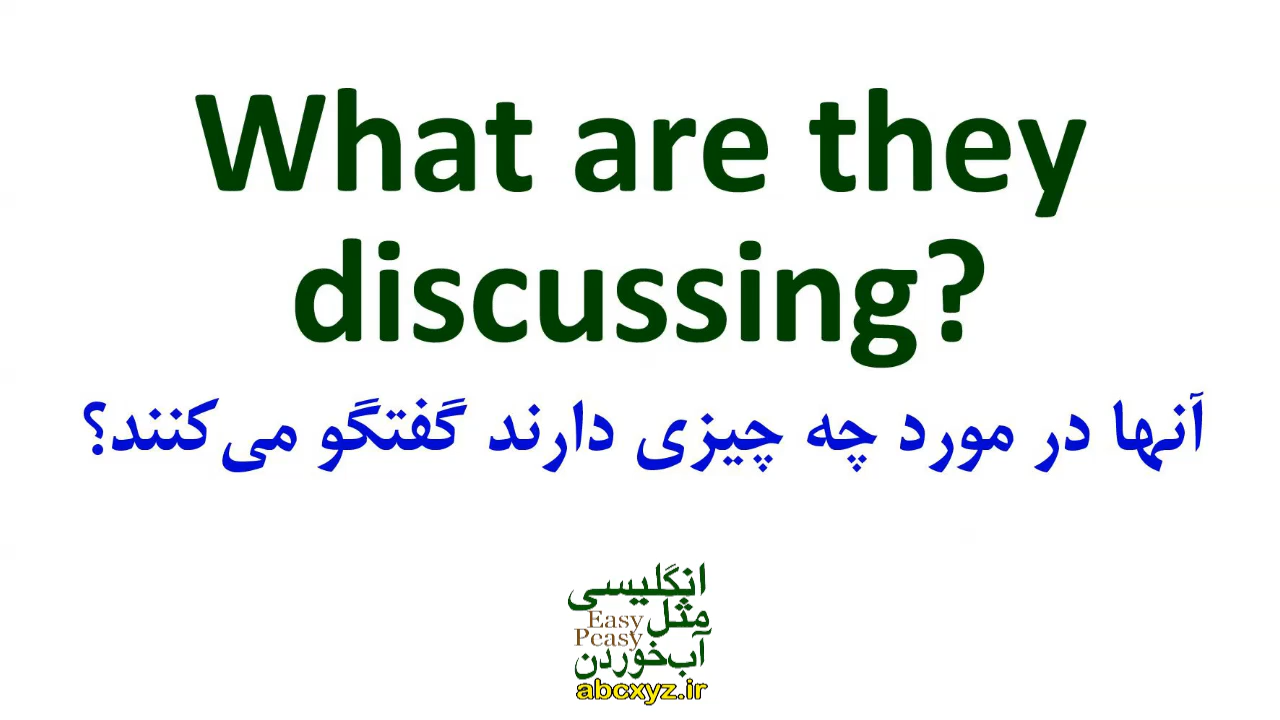 What are they
discussing?
آنها در مورد چه چیزی دارند گفتگو می‌کنند؟
انگلیسی
مثل
Easy
Peasy
آب‌خوردن
abcxyz.ir